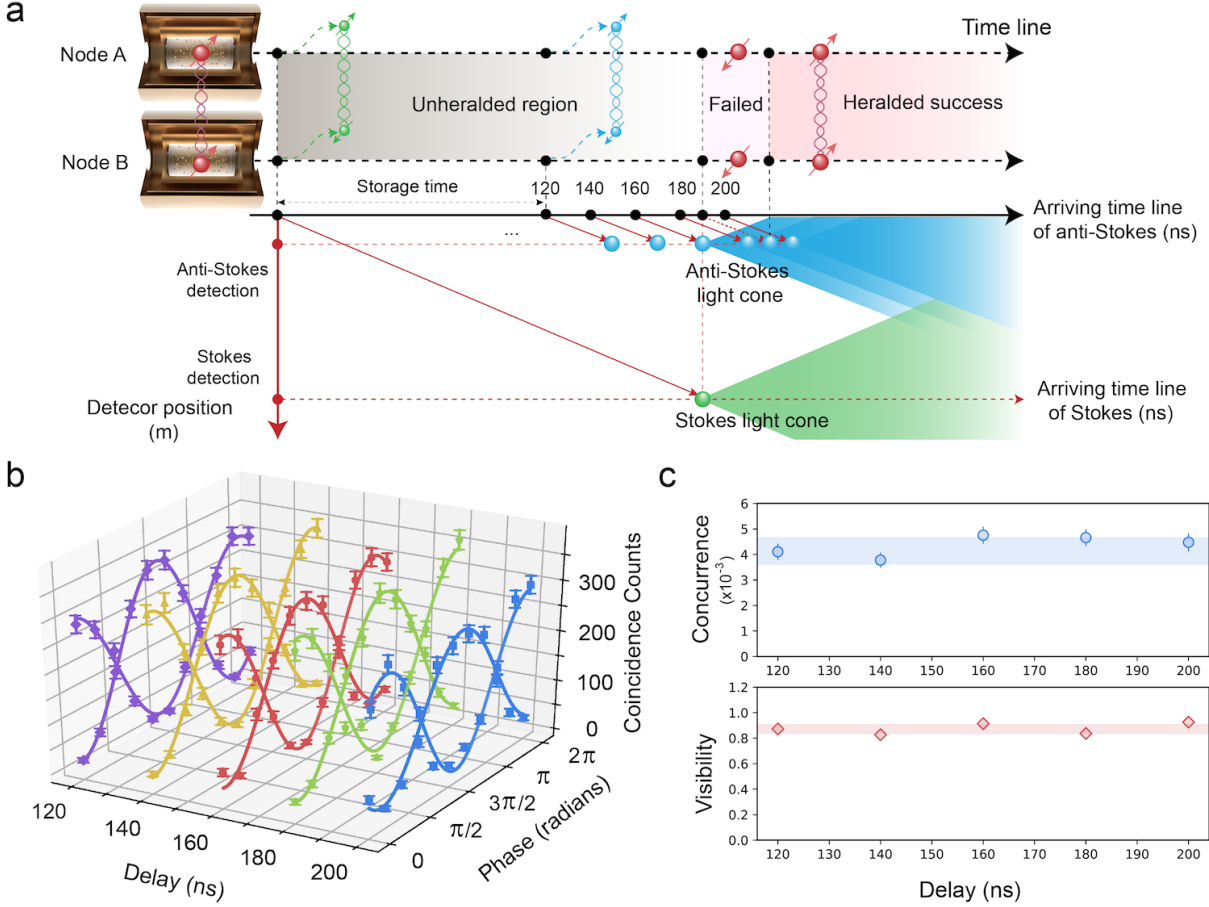 a
Time line
Node A
Unheralded region
Failed
Heralded success
Node B
Storage time
120 140 160 180 200
Arriving time line
of anti-Stokes (ns)
...
Anti-Stokes
detection
Anti-Stokes
light cone
Stokes
detection
Detecor position
(m)
Stokes light cone
Arriving time line
of Stokes (ns)
b
300
200
100
0
Coincidence Counts
120
140
160
180
200
Delay (ns)
0
π/2
3π/2
π
2π
Phase (radians)
c
6
5
4
3
2
1
0
Concurrence
(x10⁻³)
120 130 140 150 160 170 180 190 200
1.2
1.0
0.8
0.6
0.4
0.2
0.0
Visibility
120 130 140 150 160 170 180 190 200
Delay (ns)